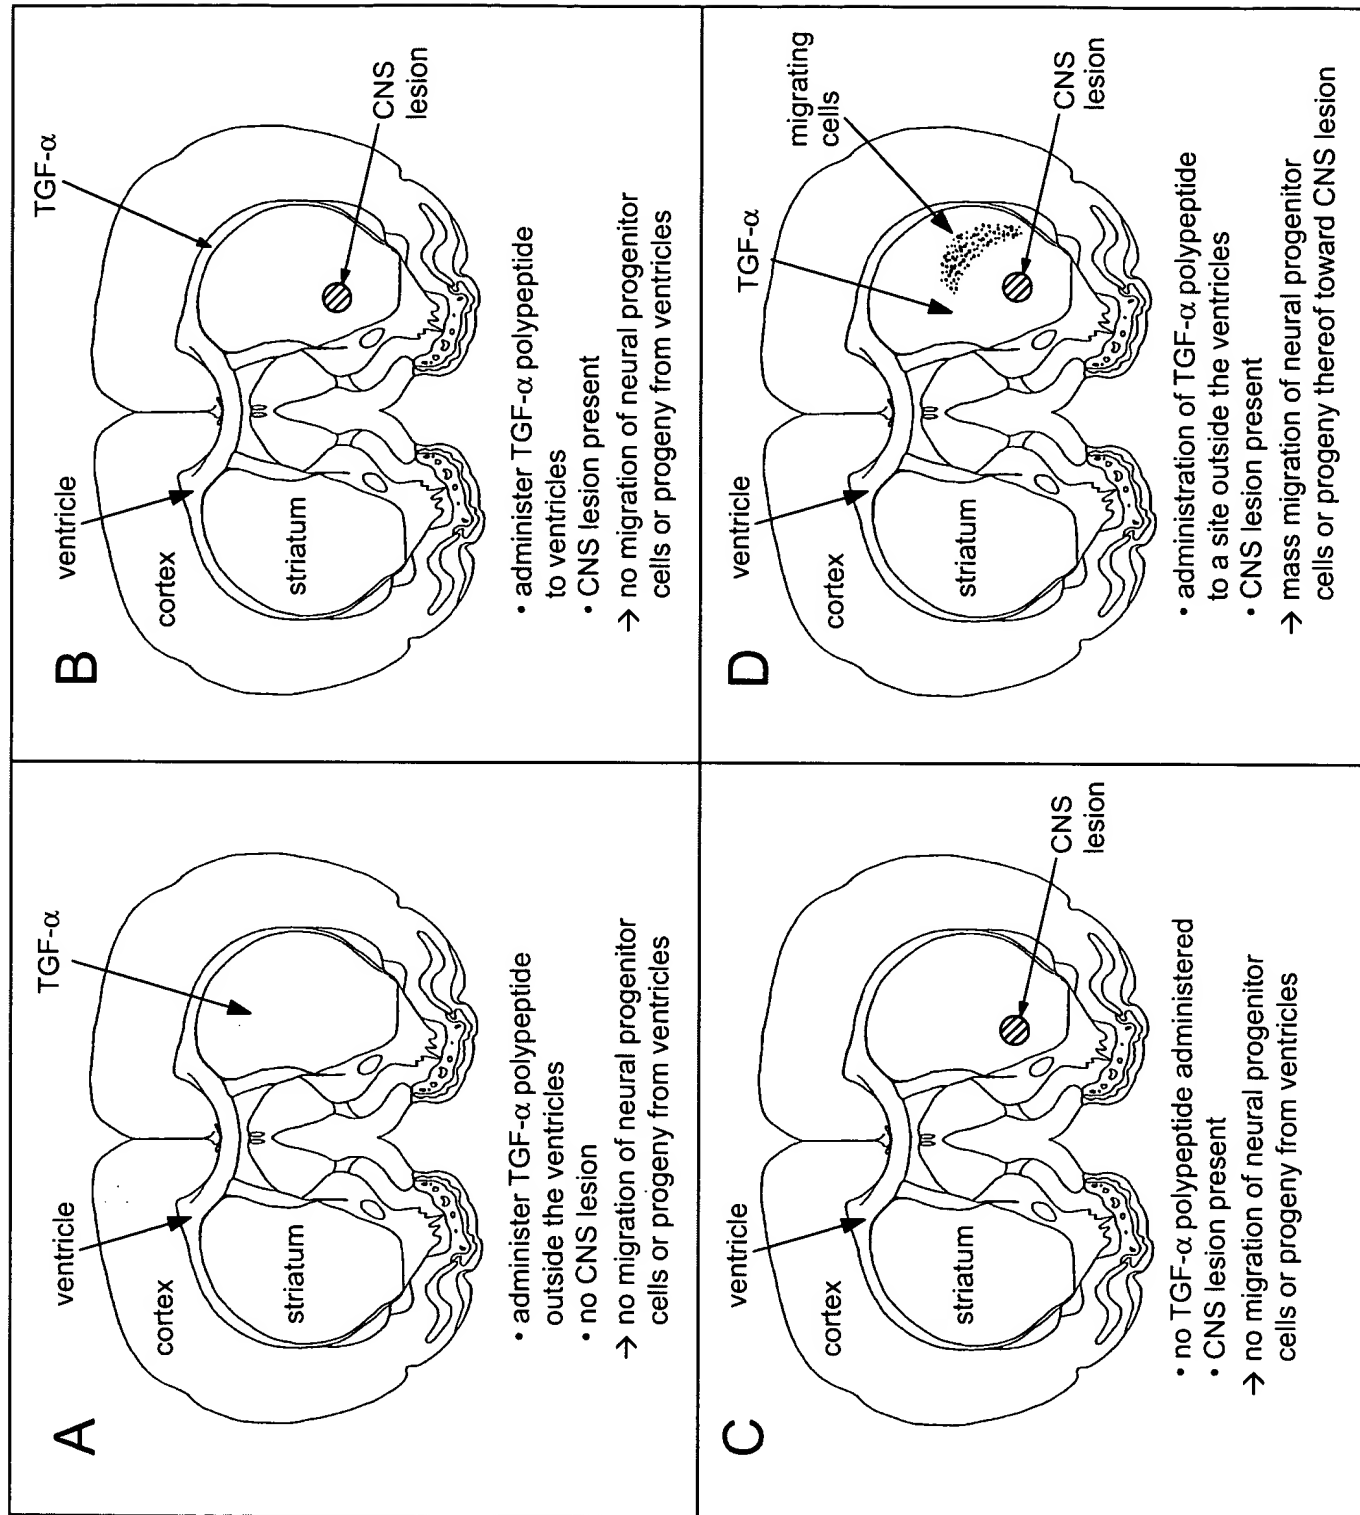 A
TGF-α
ventricle
cortex
striatum
• administer TGF-α polypeptide
outside the ventricles
• no CNS lesion
→ no migration of neural progenitor
cells or progeny from ventricles
B
TGF-α
ventricle
cortex
striatum
CNS
lesion
• administer TGF-α polypeptide
to ventricles
• CNS lesion present
→ no migration of neural progenitor
cells or progeny from ventricles
C
ventricle
cortex
striatum
CNS
lesion
• no TGF-α polypeptide administered
• CNS lesion present
→ no migration of neural progenitor
cells or progeny from ventricles
D
TGF-α
migrating
cells
ventricle
cortex
striatum
CNS
lesion
• administration of TGF-α polypeptide
to a site outside the ventricles
• CNS lesion present
→ mass migration of neural progenitor
cells or progeny thereof toward CNS lesion